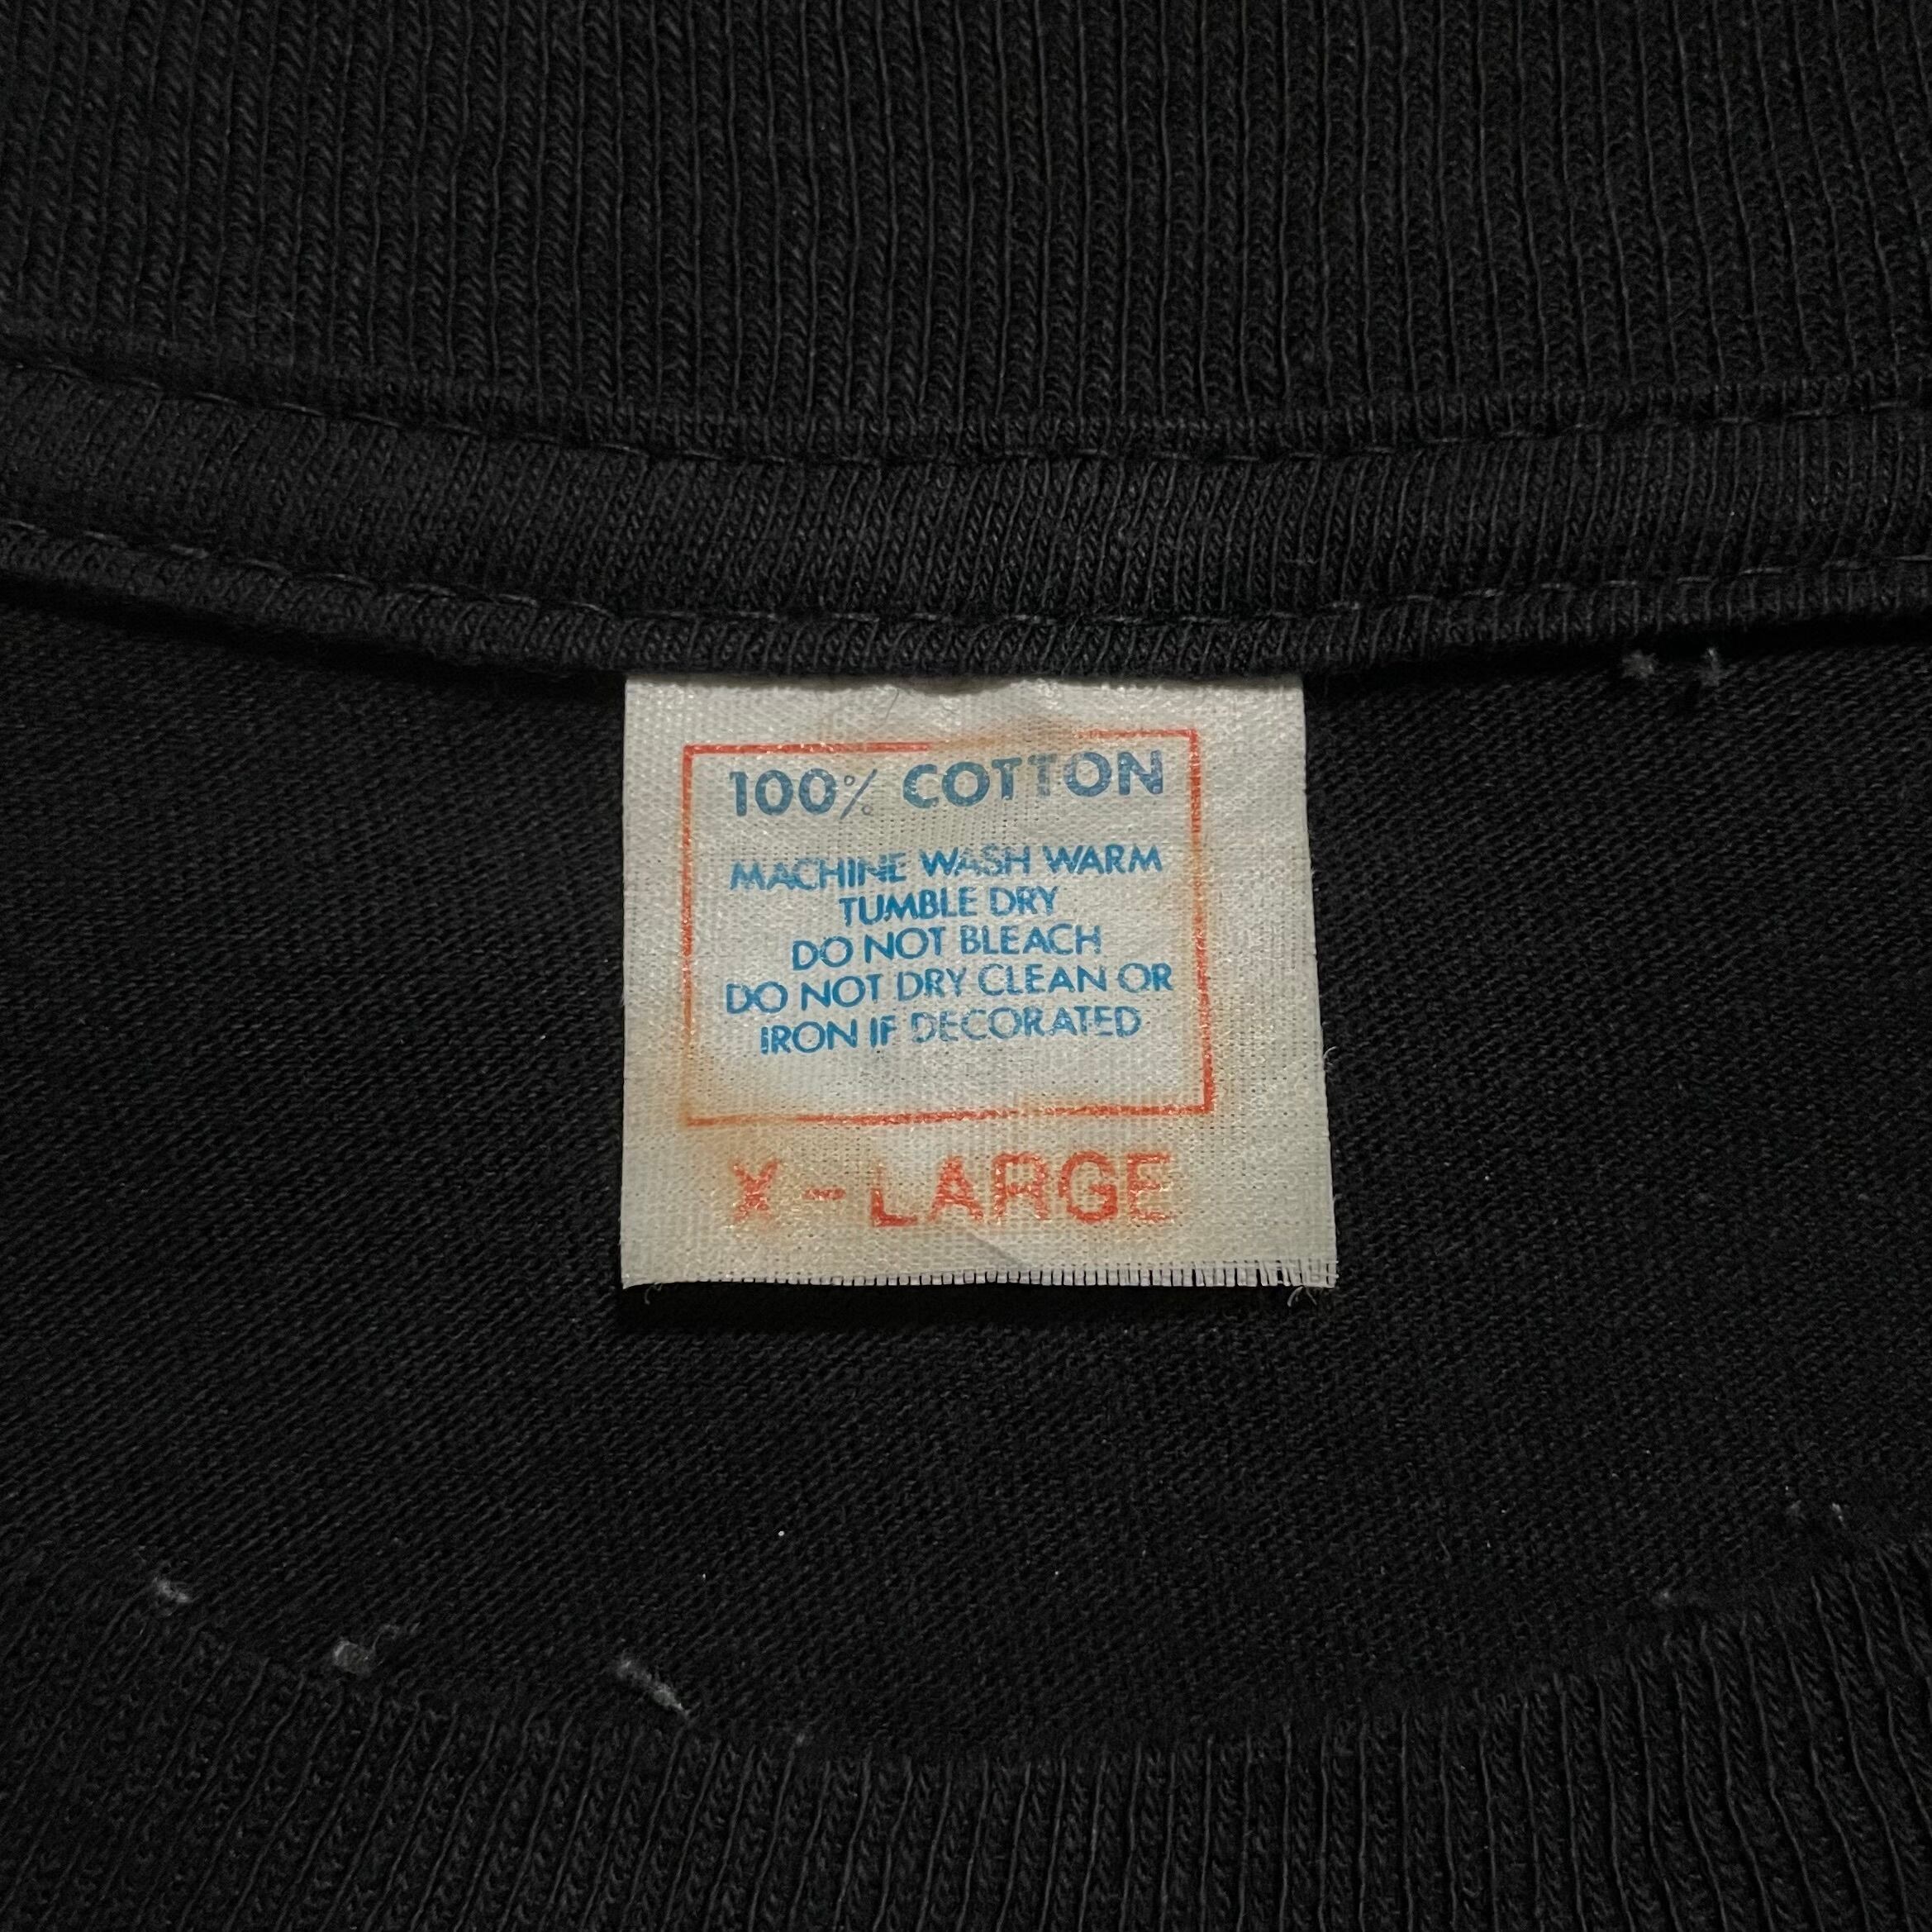 100% COTTON
MACHINE WASH WARM
TUMBLE DRY
DO NOT BLEACH
DO NOT DRY CLEAN OR
IRON IF DECORATED
X-LARGE